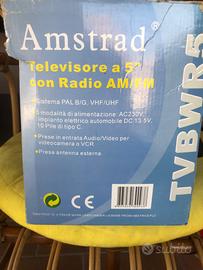 Amstrad®
Televisore a 5"
con Radio AM/FM
•Sistema PAL B/G, VHF/UHF
modalità di alimentazione: AC230V,
impianto elettrico automobile DC 13.5V,
10 Pile di tipo C.
•Prese in entrata Audio/Video per
videocamera o VCR
•Presa antenna esterna
TVBWR5
CE
subito